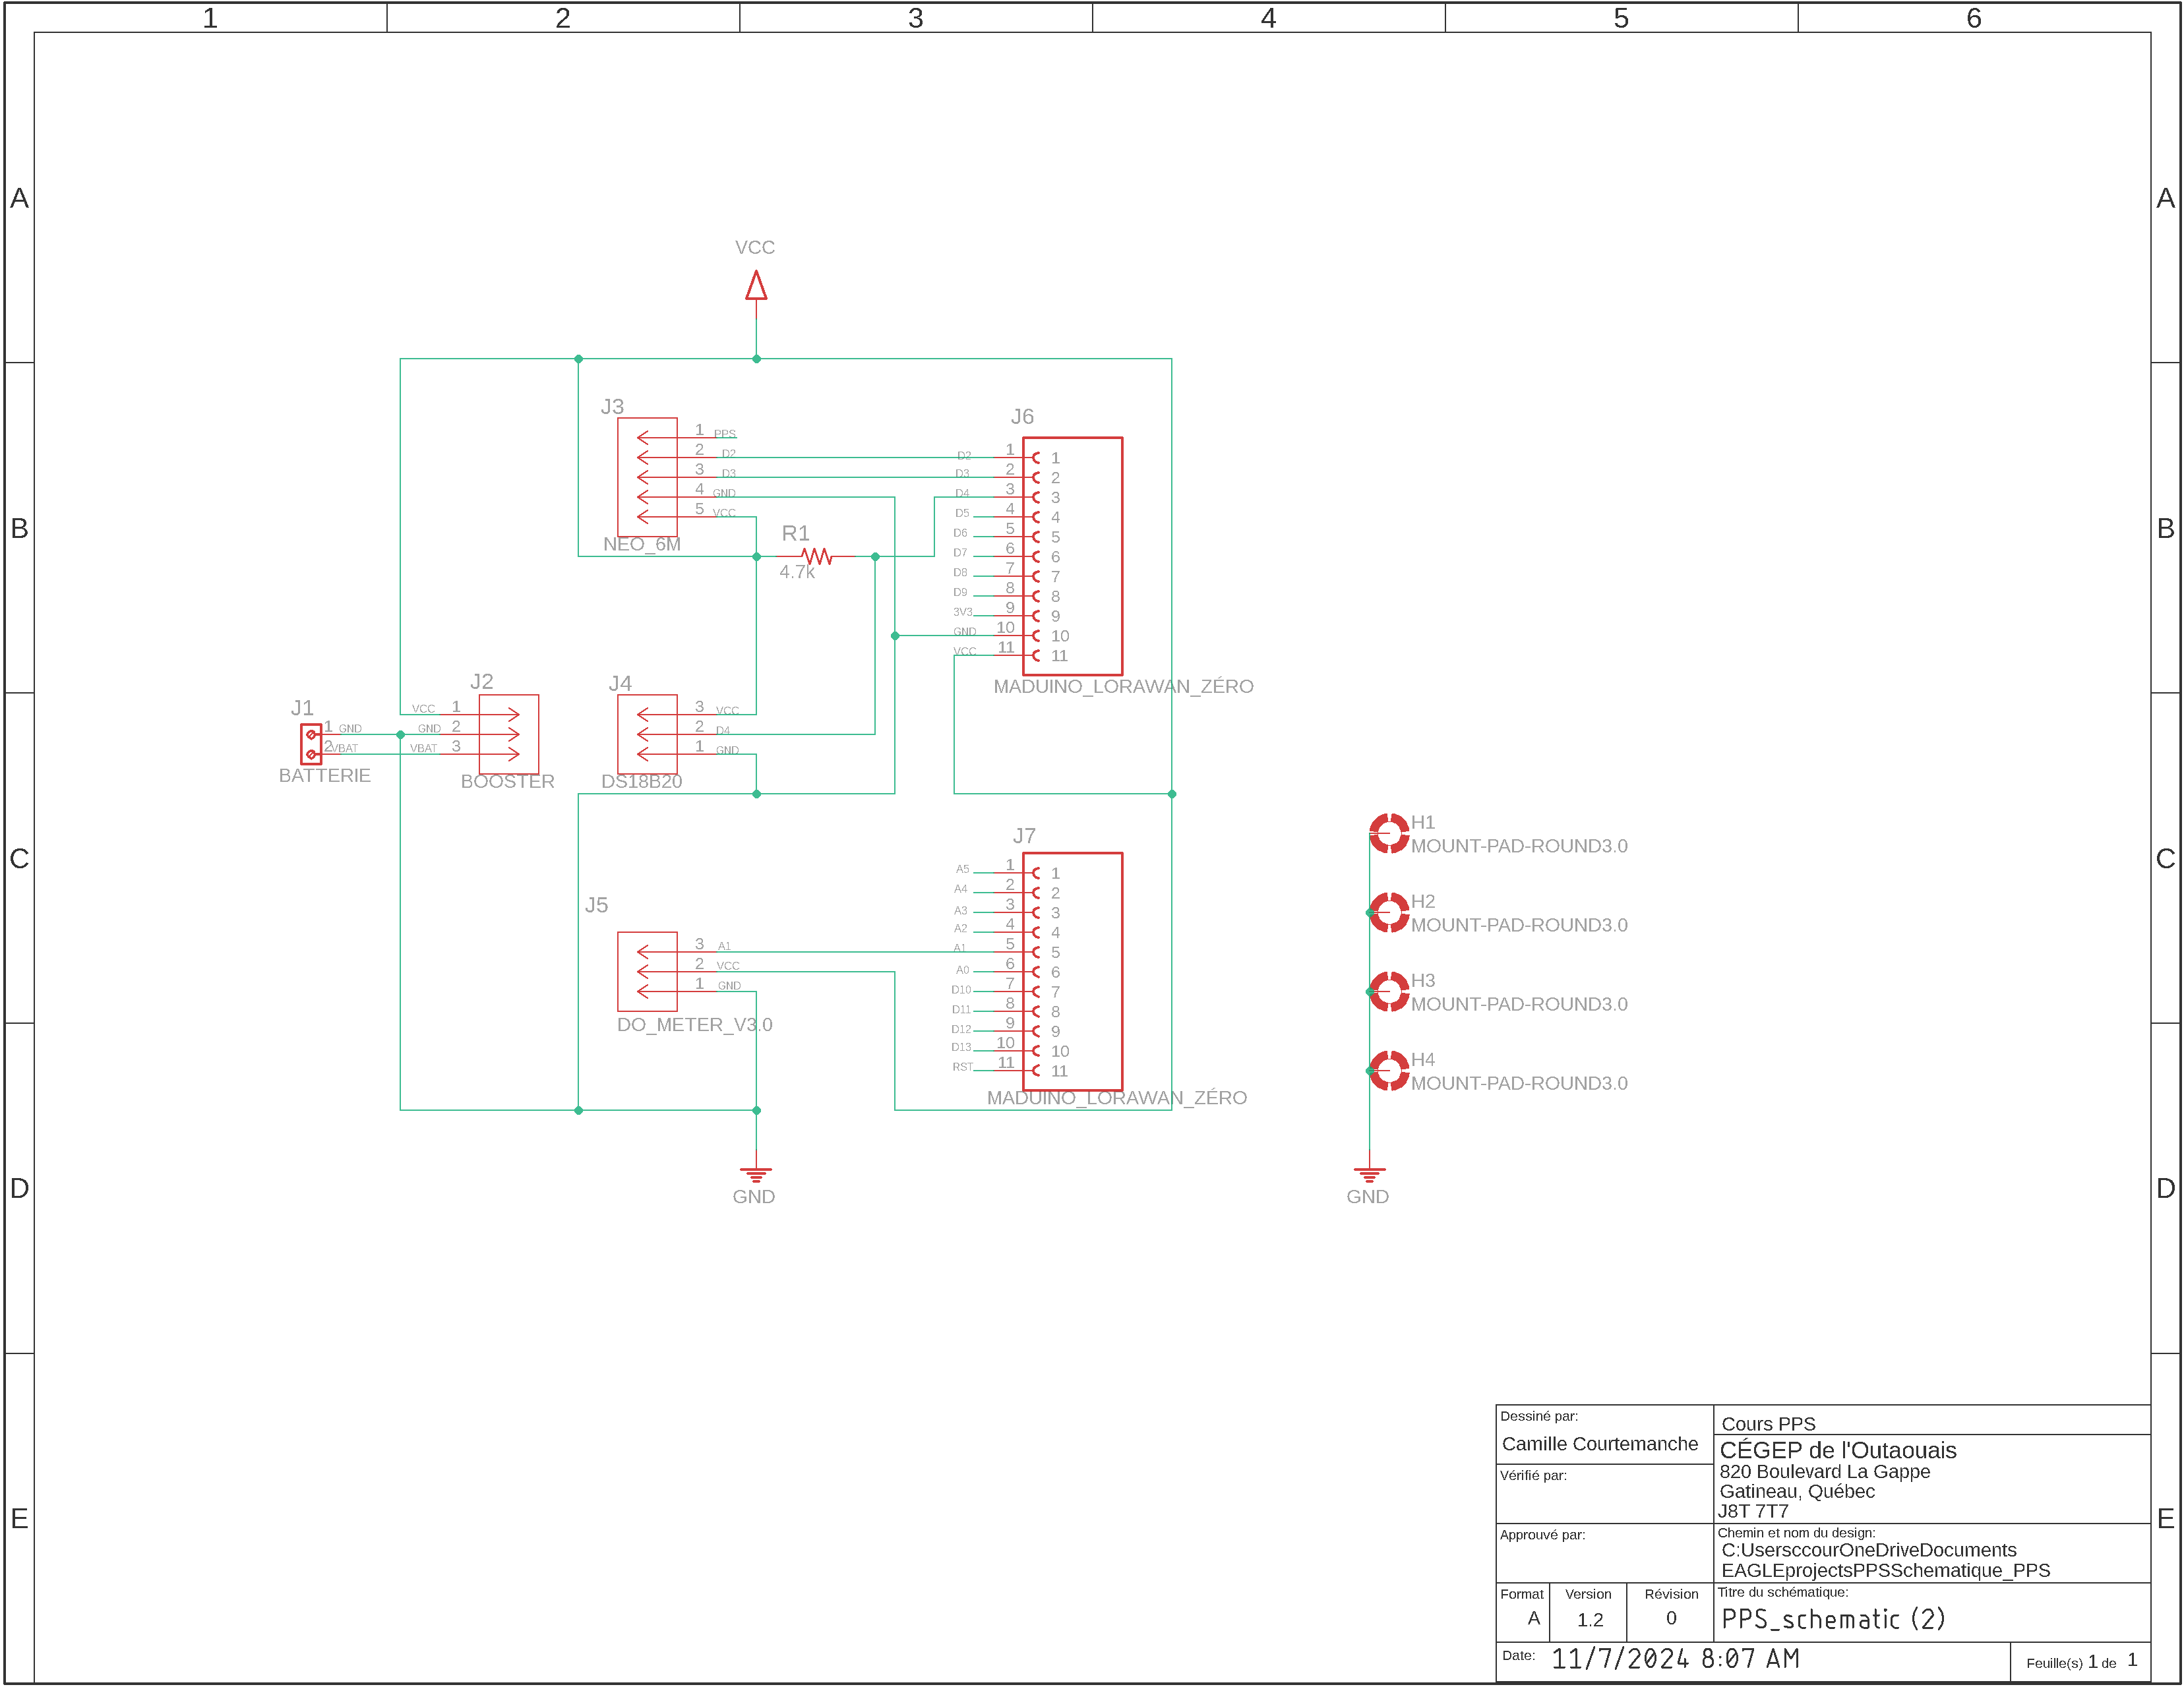 1 2 3 4 5 6
A A
VCC
B B
J3
1 PPS
2 D2
3 D3
4 GND
5 VCC
NEO_6M
R1
4.7k
J6
D2 1 1
D3 2 2
D4 3 3
D5 4 4
D6 5 5
D7 6 6
D8 7 7
D9 8 8
3V3 9 9
GND 10 10
VCC 11 11
MADUINO_LORAWAN_ZÉRO
J1
1 GND
2 VBAT
BATTERIE
J2
VCC 1
GND 2
VBAT 3
BOOSTER
J4
3 VCC
2 D4
1 GND
DS18B20
C C
J5
3 A1
2 VCC
1 GND
DO_METER_V3.0
J7
A5 1 1
A4 2 2
A3 3 3
A2 4 4
A1 5 5
A0 6 6
D10 7 7
D11 8 8
D12 9 9
D13 10 10
RST 11 11
MADUINO_LORAWAN_ZÉRO
H1
MOUNT-PAD-ROUND3.0
H2
MOUNT-PAD-ROUND3.0
H3
MOUNT-PAD-ROUND3.0
H4
MOUNT-PAD-ROUND3.0
D D
GND GND
E E
Dessiné par:
Camille Courtemanche
Vérifié par:
Approuvé par:
Cours PPS
CÉGEP de l'Outaouais
820 Boulevard La Gappe
Gatineau, Québec
J8T 7T7
Chemin et nom du design:
C:UsersccourOneDriveDocuments
EAGLEprojectsPPSSchematique_PPS
Format Version Révision
A 1.2 0
Titre du schématique:
PPS_schematic (2)
Date: 11/7/2024 8:07 AM
Feuille(s) 1 de 1